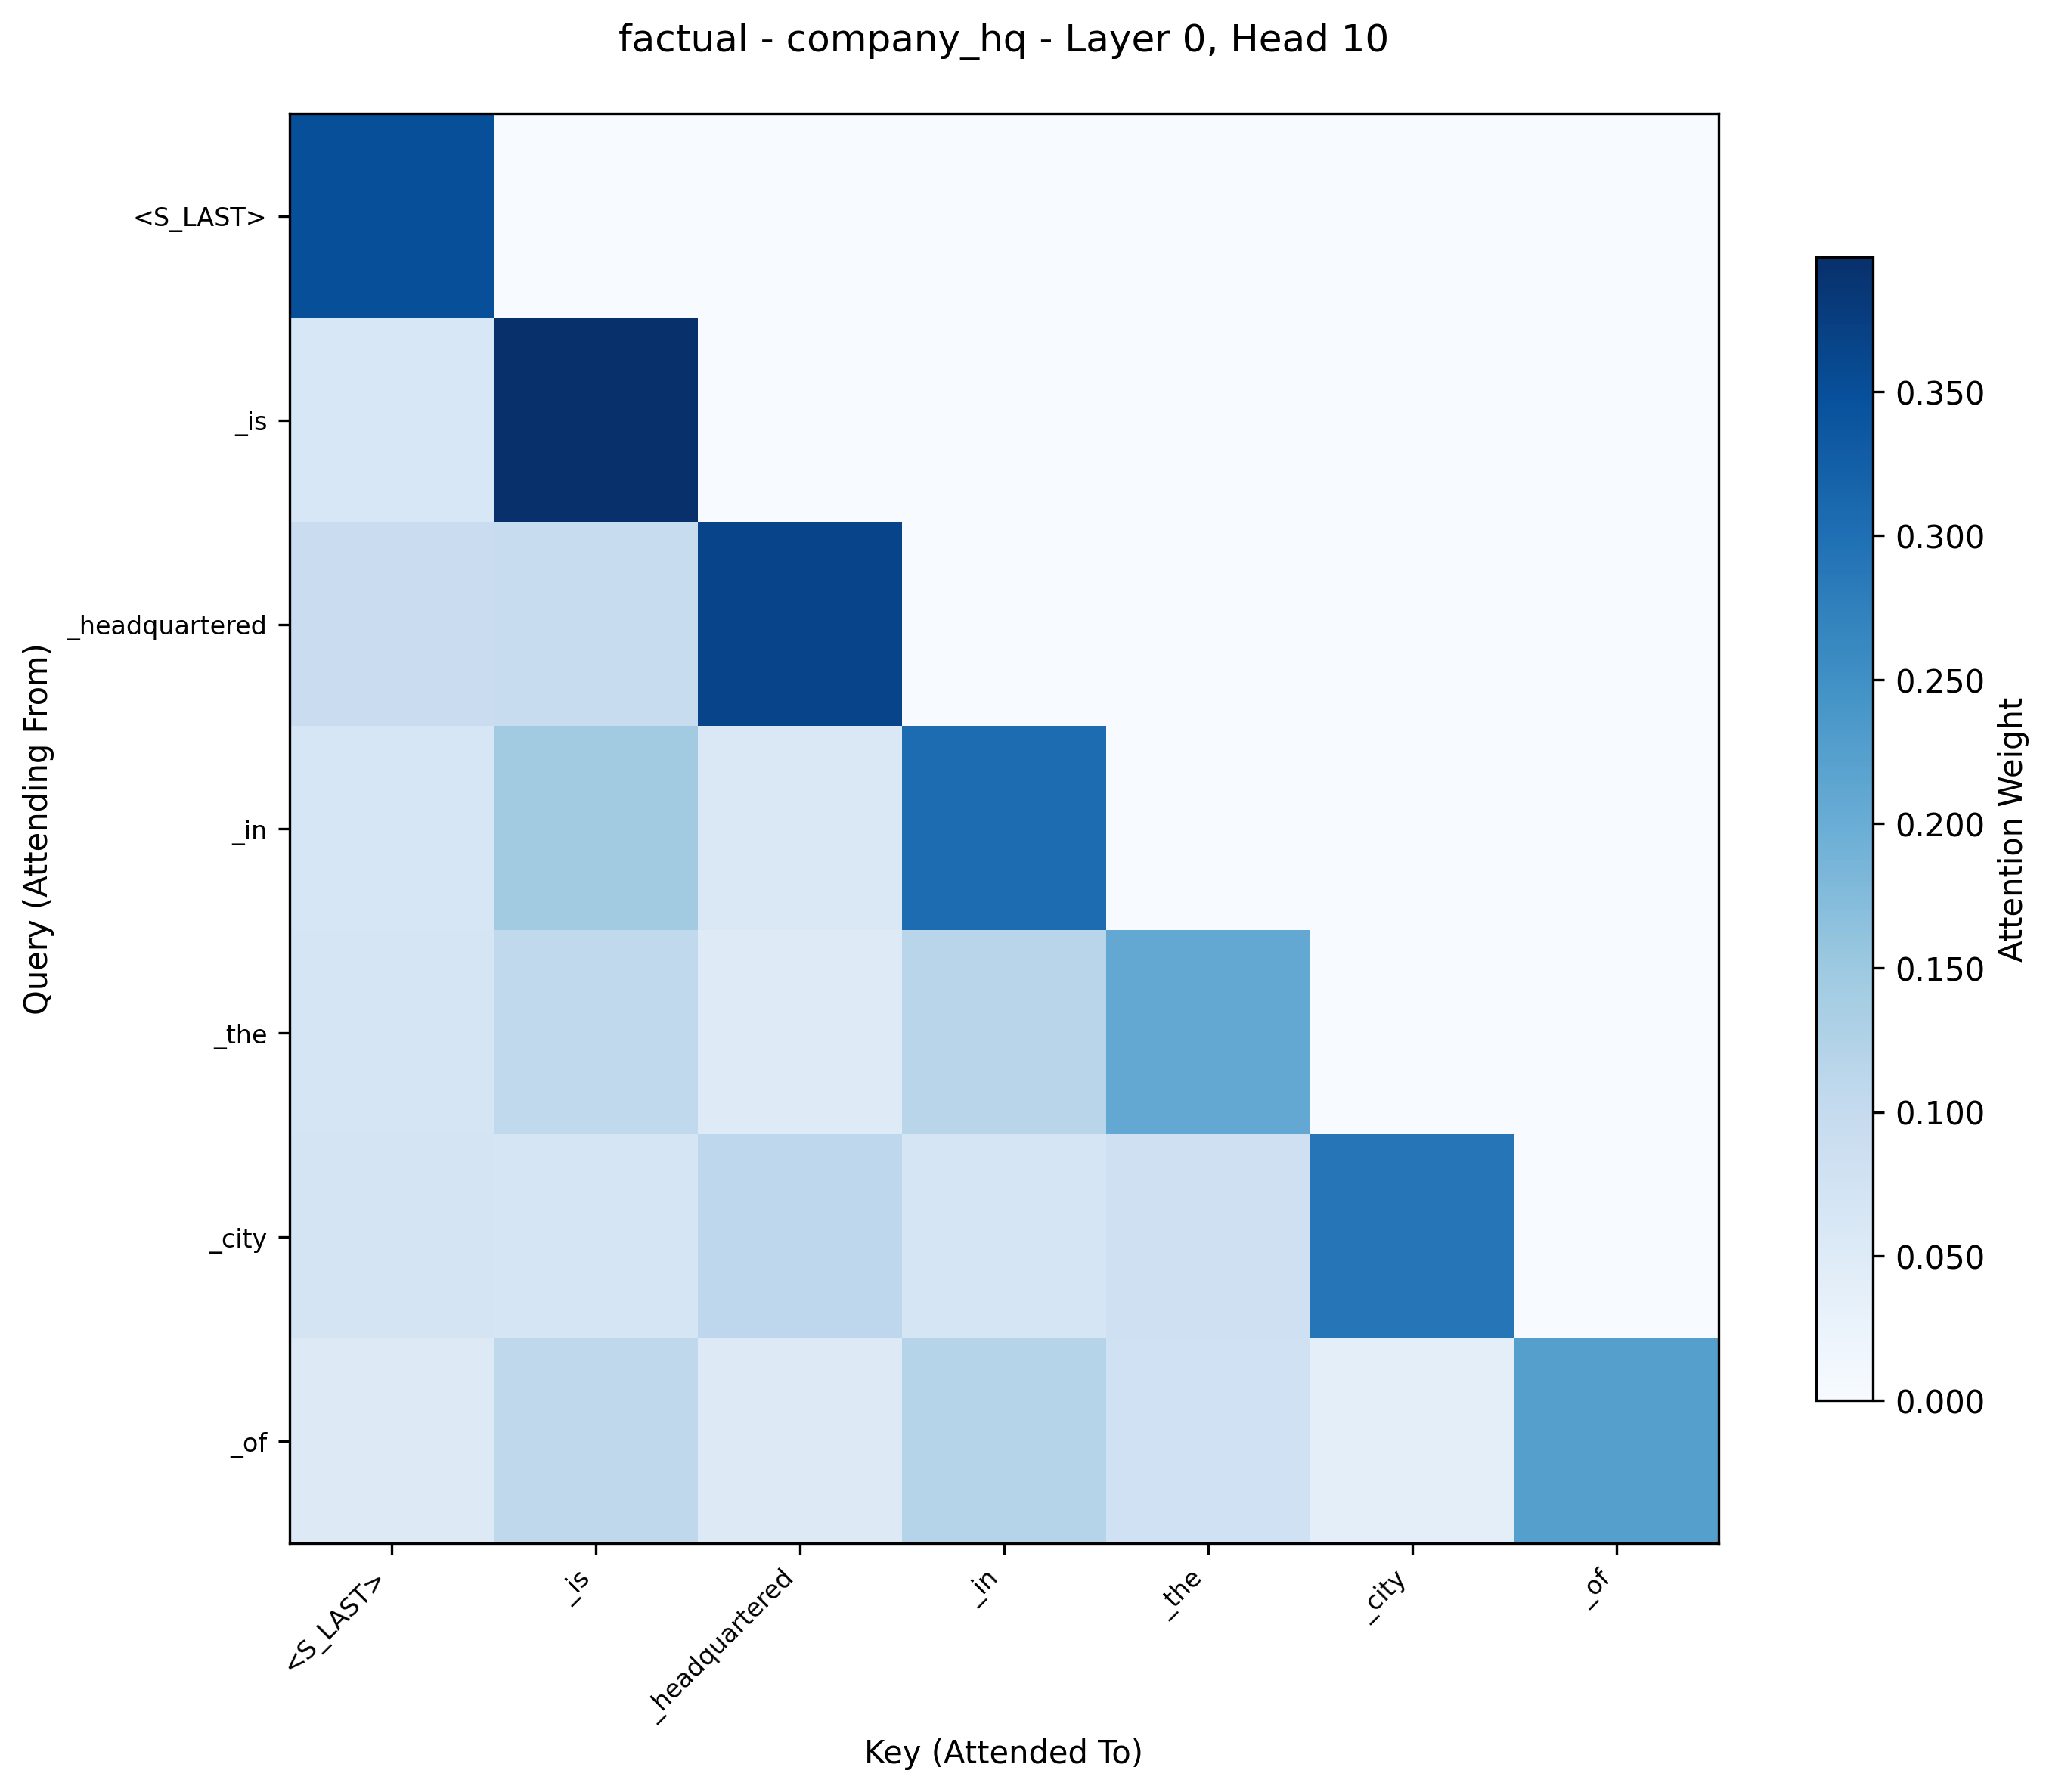 factual - company_hq - Layer 0, Head 10
Query (Attending From)
<S_LAST>
_is
_headquartered
_in
_the
_city
_of
<S_LAST>
_is
_headquartered
_in
_the
_city
_of
Key (Attended To)
0.350
0.300
0.250
0.200
0.150
0.100
0.050
0.000
Attention Weight